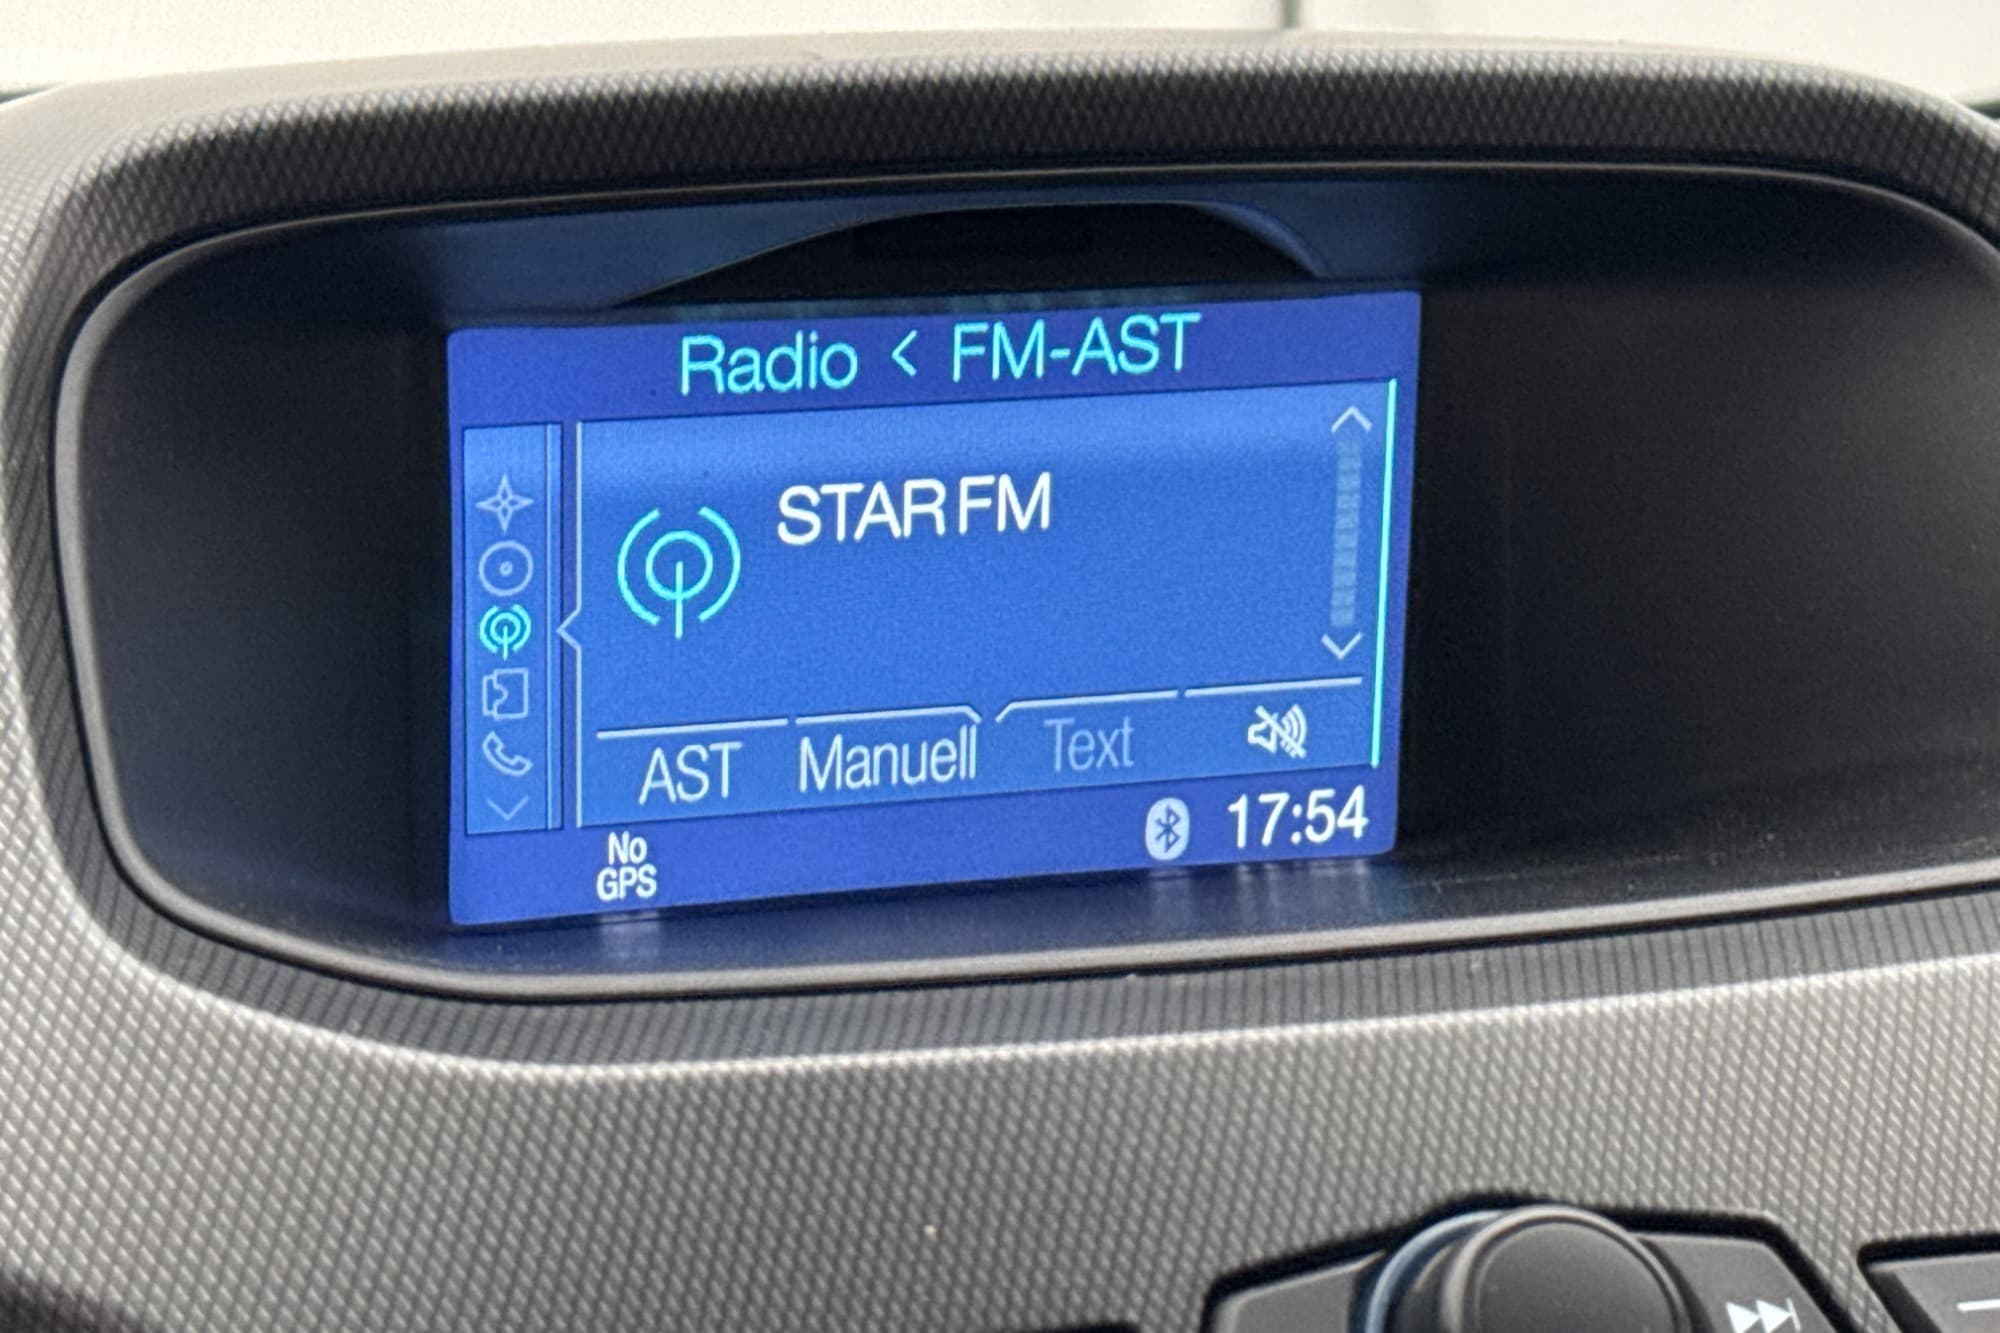 Radio < FM-AST
STAR FM
AST Manuell Text
17:54
No
GPS